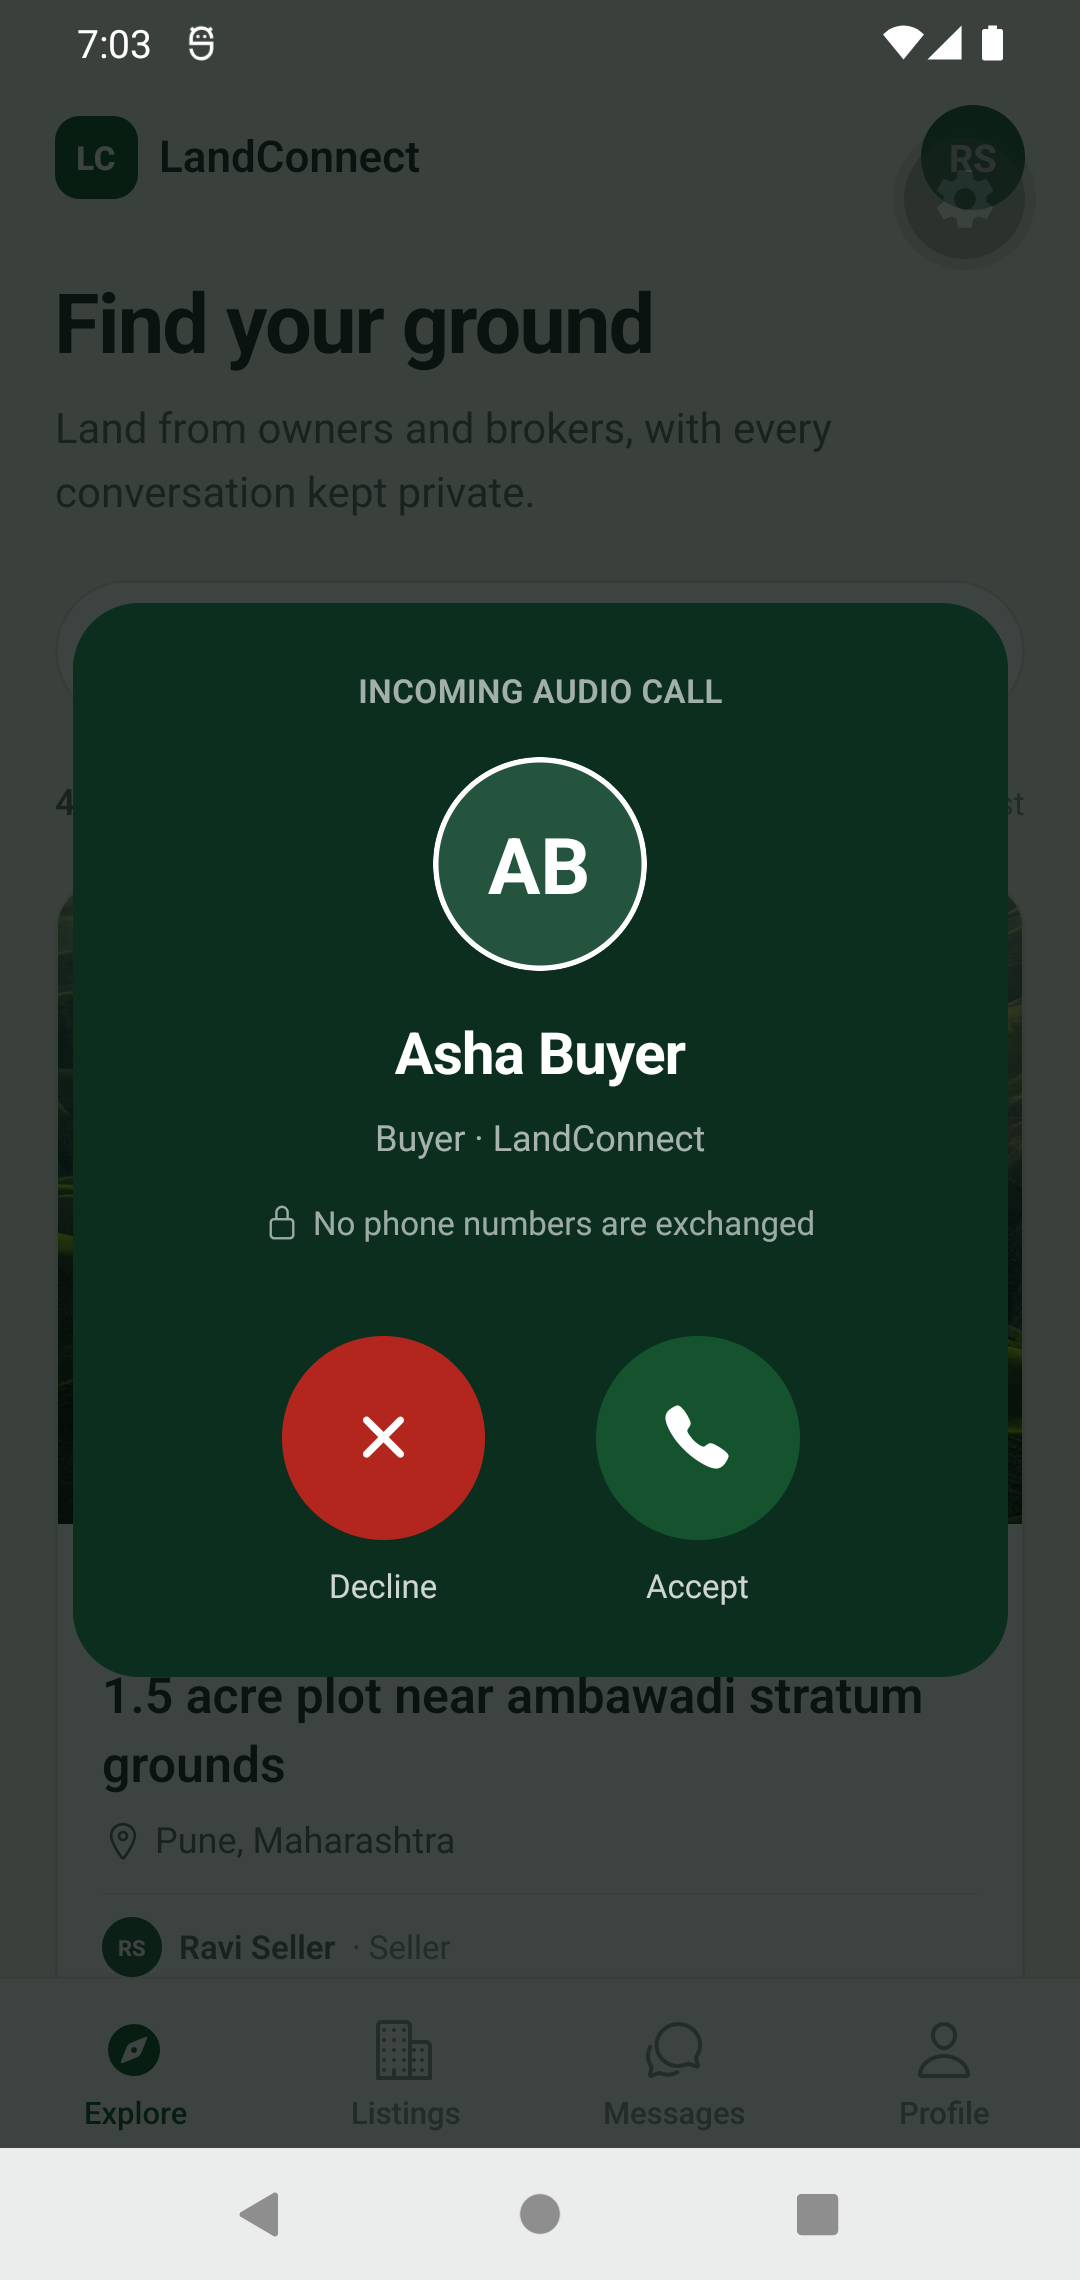 7:03
LC LandConnect
RS
Find your ground
Land from owners and brokers, with every
conversation kept private.
INCOMING AUDIO CALL
4
st
AB
Asha Buyer
Buyer · LandConnect
No phone numbers are exchanged
Decline
Accept
1.5 acre plot near ambawadi stratum
grounds
Pune, Maharashtra
RS Ravi Seller · Seller
Explore
Listings
Messages
Profile